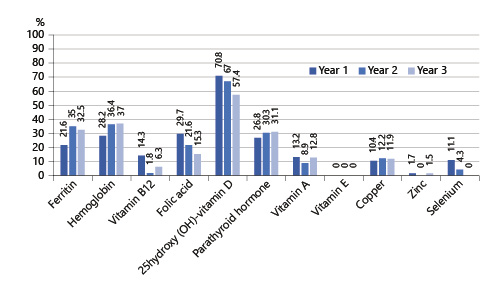 %
100
90
80
70
60
50
40
30
20
10
0
Year 1 Year 2 Year 3
21.6 35 32.5
28.2 36.4 37
14.3 1.8 6.3
29.7 21.6 15.3
70.8 67 57.4
26.8 30.3 31.1
13.2 8.9 12.8
0 0 0
10.4 12.2 11.9
1.7 0 1.5
11.1 4.3 0
Ferritin
Hemoglobin
Vitamin B12
Folic acid
25hydroxy (OH)-vitamin D
Parathyroid hormone
Vitamin A
Vitamin E
Copper
Zinc
Selenium